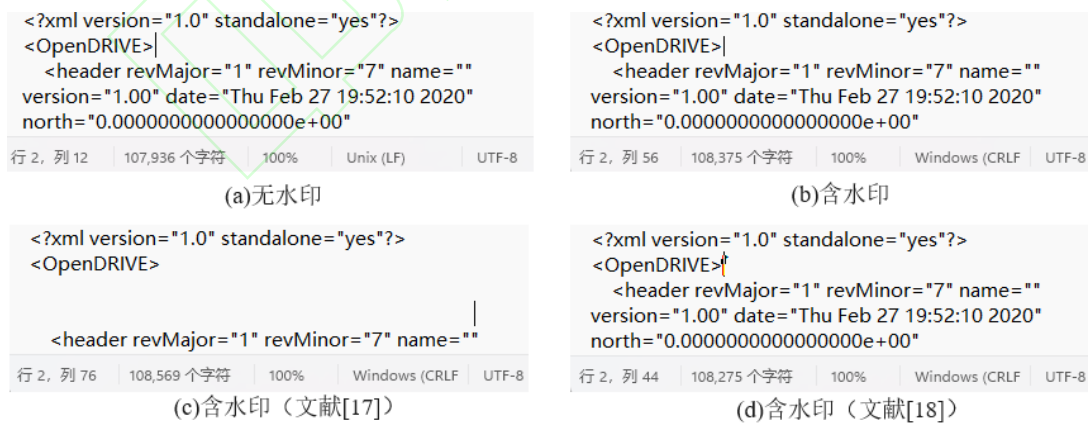 <?xml version="1.0" standalone="yes"?>
<OpenDRIVE>
<header revMajor="1" revMinor="7" name=""
version="1.00" date="Thu Feb 27 19:52:10 2020"
north="0.0000000000000000e+00"
行 2，列 12 107,936 个字符 100% Unix (LF) UTF-8
(a)无水印
<?xml version="1.0" standalone="yes"?>
<OpenDRIVE>
<header revMajor="1" revMinor="7" name=""
version="1.00" date="Thu Feb 27 19:52:10 2020"
north="0.0000000000000000e+00"
行 2，列 56 108,375 个字符 100% Windows (CRLF UTF-8
(b)含水印
<?xml version="1.0" standalone="yes"?>
<OpenDRIVE>
<header revMajor="1" revMinor="7" name=""
行 2，列 76 108,569 个字符 100% Windows (CRLF UTF-8
(c)含水印（文献[17]）
<?xml version="1.0" standalone="yes"?>
<OpenDRIVE>
<header revMajor="1" revMinor="7" name=""
version="1.00" date="Thu Feb 27 19:52:10 2020"
north="0.0000000000000000e+00"
行 2，列 44 108,275 个字符 100% Windows (CRLF UTF-8
(d)含水印（文献[18]）